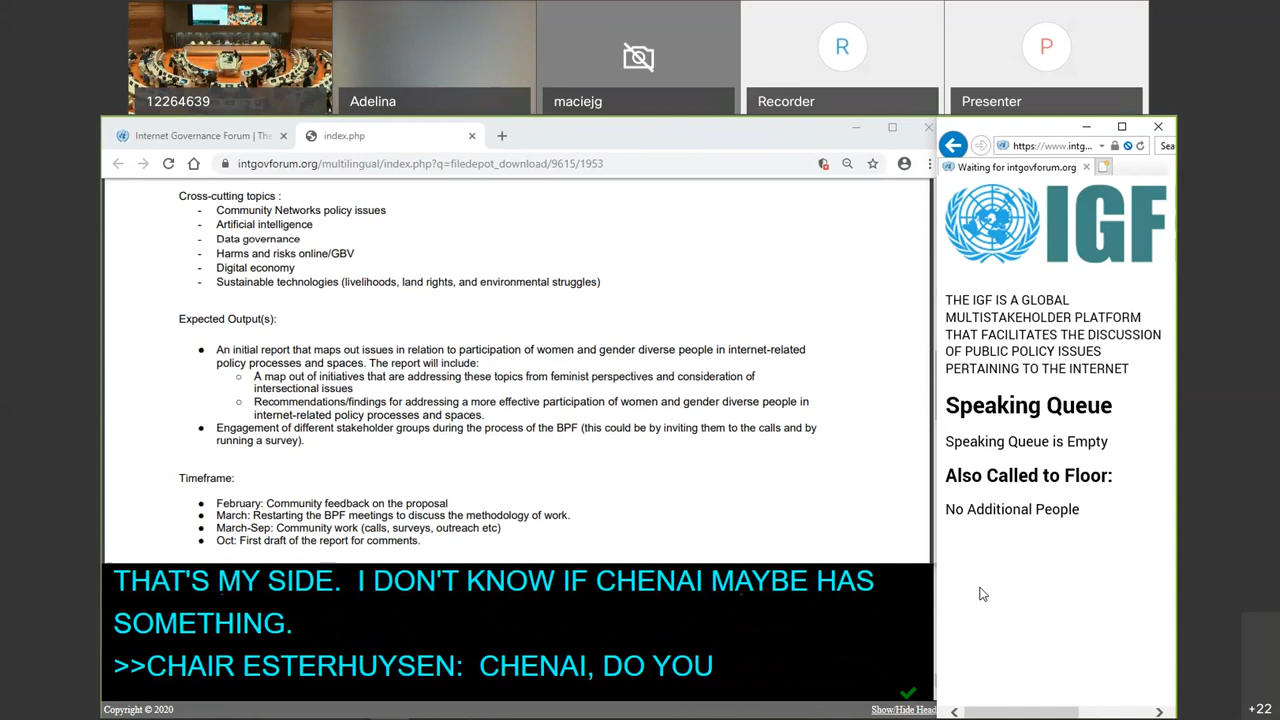 12264639
Adelina
maciejg
R
Recorder
P
Presenter
Internet Governance Forum | The
index.php
intgovforum.org/multilingual/index.php?q=filedepot_download/9615/1953
Cross-cutting topics :
- Community Networks policy issues
- Artificial intelligence
- Data governance
- Harms and risks online/GBV
- Digital economy
- Sustainable technologies (livelihoods, land rights, and environmental struggles)
Expected Output(s):
● An initial report that maps out issues in relation to participation of women and gender diverse people in internet-related
policy processes and spaces. The report will include:
○ A map out of initiatives that are addressing these topics from feminist perspectives and consideration of
intersectional issues
○ Recommendations/findings for addressing a more effective participation of women and gender diverse people in
internet-related policy processes and spaces.
● Engagement of different stakeholder groups during the process of the BPF (this could be by inviting them to the calls and by
running a survey).
Timeframe:
● February: Community feedback on the proposal
● March: Restarting the BPF meetings to discuss the methodology of work.
● March-Sep: Community work (calls, surveys, outreach etc)
● Oct: First draft of the report for comments.
THAT'S MY SIDE. I DON'T KNOW IF CHENAI MAYBE HAS
SOMETHING.
>>CHAIR ESTERHUYSEN: CHENAI, DO YOU
Copyright © 2020
Show/Hide Head
https://www.intg...
Sea
Waiting for intgovforum.org
IGF
THE IGF IS A GLOBAL
MULTISTAKEHOLDER PLATFORM
THAT FACILITATES THE DISCUSSION
OF PUBLIC POLICY ISSUES
PERTAINING TO THE INTERNET
Speaking Queue
Speaking Queue is Empty
Also Called to Floor:
No Additional People
+22